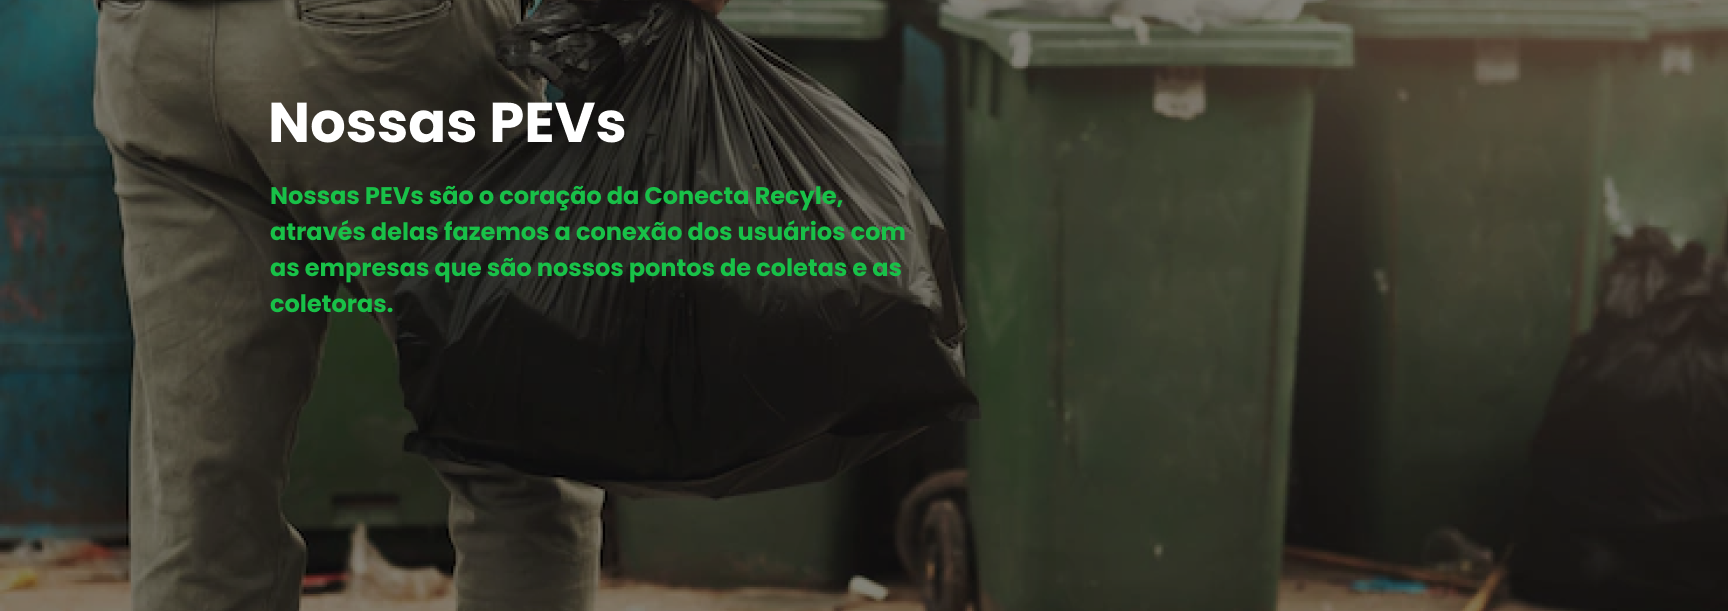 Nossas PEVs
Nossas PEVs são o coração da Conecta Recyle,
através delas fazemos a conexão dos usuários com
as empresas que são nossos pontos de coletas e as
coletoras.